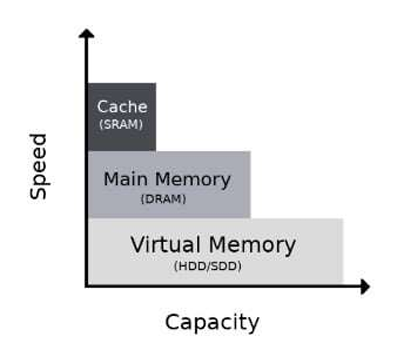 Speed
Cache
(SRAM)
Main Memory
(DRAM)
Virtual Memory
(HDD/SDD)
Capacity